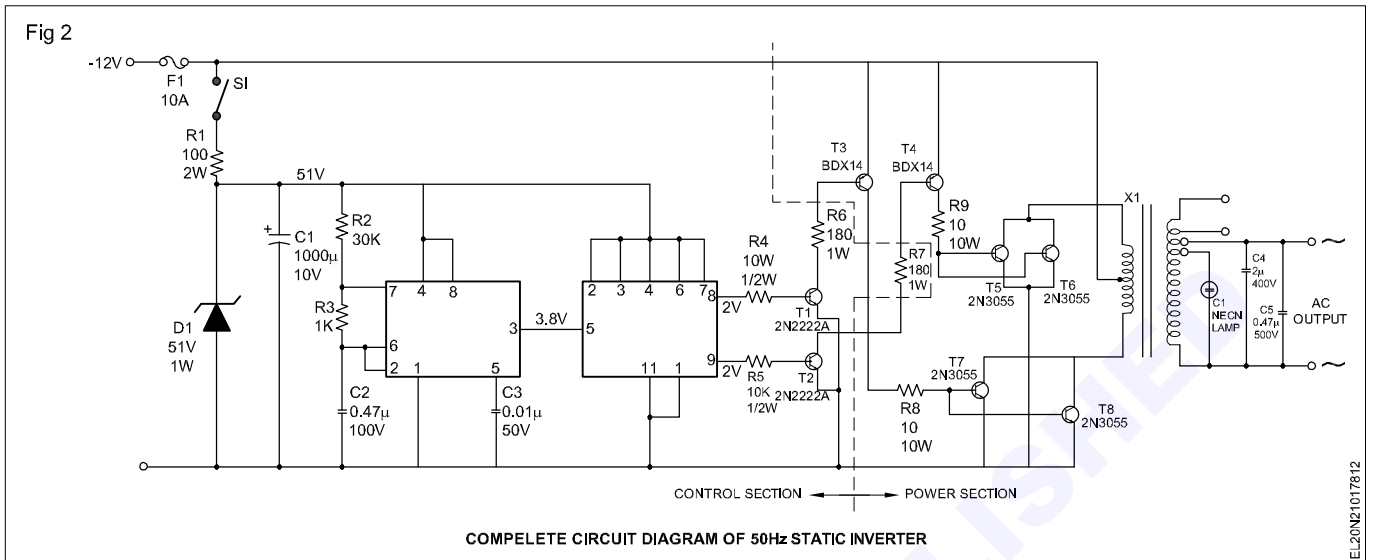 Fig 2
-12V
F1
10A
SI
R1
100
2W
51V
D1
51V
1W
+
C1
1000µ
10V
R2
30K
R3
1K
C2
0.47µ
100V
7
4
8
6
2
3
1
5
3.8V
C3
0.01µ
50V
2
3
4
6
7
8
5
9
11
1
2V
2V
R4
10W
1/2W
R5
10K
1/2W
T1
2N2222A
T2
2N2222A
T3
BDX14
T4
BDX14
R6
180
1W
R7
180
1W
R9
10
10W
T5
2N3055
T6
2N3055
T7
2N3055
R8
10
10W
T8
2N3055
X1
C1
NECN
LAMP
C4
2µ
400V
C5
0.47µ
500V
AC
OUTPUT
CONTROL SECTION
POWER SECTION
COMPELETE CIRCUIT DIAGRAM OF 50Hz STATIC INVERTER
EL20N21017812
LISHED